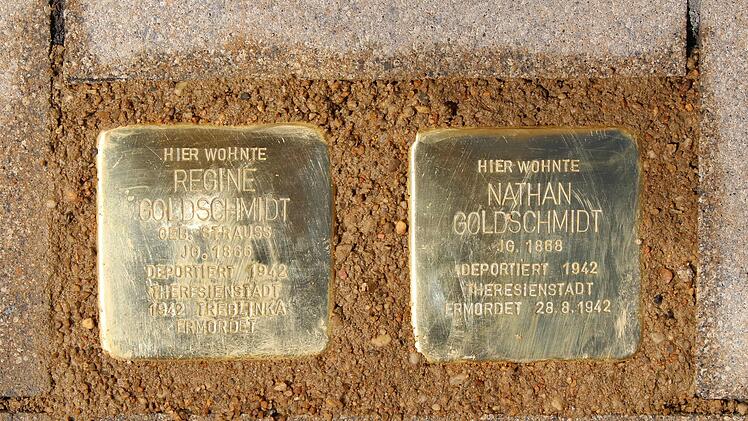 HIER WOHNTE
REGINE
GOLDSCHMIDT
GEB. STRAUSS
JG. 1866
DEPORTIERT 1942
THERESIENSTADT
1942 TREBLINKA
ERMORDET
HIER WOHNTE
NATHAN
GOLDSCHMIDT
JG. 1868
DEPORTIERT 1942
THERESIENSTADT
ERMORDET 28.8.1942